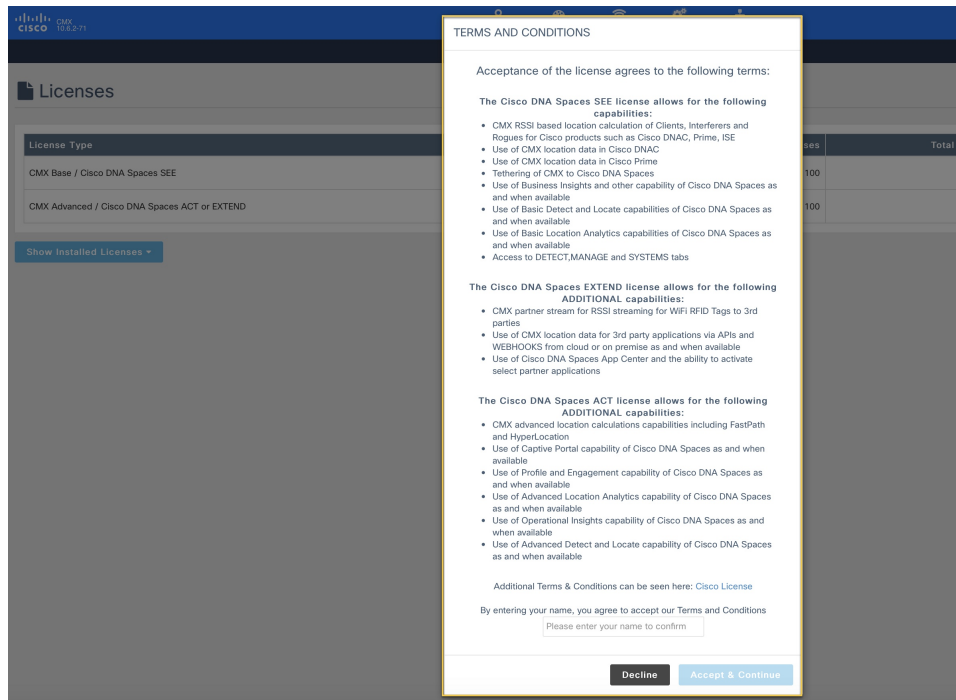 CISCO
CMX
10.6.2-71
Licenses
License Type
ses
Total
CMX Base / Cisco DNA Spaces SEE
100
CMX Advanced / Cisco DNA Spaces ACT or EXTEND
100
Show Installed Licenses
TERMS AND CONDITIONS
Acceptance of the license agrees to the following terms:
The Cisco DNA Spaces SEE license allows for the following
capabilities:
• CMX RSSI based location calculation of Clients, Interferers and
Rogues for Cisco products such as Cisco DNAC, Prime, ISE
• Use of CMX location data in Cisco DNAC
• Use of CMX location data in Cisco Prime
• Tethering of CMX to Cisco DNA Spaces
• Use of Business Insights and other capability of Cisco DNA Spaces as
and when available
• Use of Basic Detect and Locate capabilities of Cisco DNA Spaces as
and when available
• Use of Basic Location Analytics capabilities of Cisco DNA Spaces as
and when available
• Access to DETECT,MANAGE and SYSTEMS tabs
The Cisco DNA Spaces EXTEND license allows for the following
ADDITIONAL capabilities:
• CMX partner stream for RSSI streaming for WiFi RFID Tags to 3rd
parties
• Use of CMX location data for 3rd party applications via APIs and
WEBHOOKS from cloud or on premise as and when available
• Use of Cisco DNA Spaces App Center and the ability to activate
select partner applications
The Cisco DNA Spaces ACT license allows for the following
ADDITIONAL capabilities:
• CMX advanced location calculations capabilities including FastPath
and HyperLocation
• Use of Captive Portal capability of Cisco DNA Spaces as and when
available
• Use of Profile and Engagement capability of Cisco DNA Spaces as
and when available
• Use of Advanced Location Analytics capability of Cisco DNA Spaces
as and when available
• Use of Operational Insights capability of Cisco DNA Spaces as and
when available
• Use of Advanced Detect and Locate capability of Cisco DNA Spaces
as and when available
Additional Terms & Conditions can be seen here: Cisco License
By entering your name, you agree to accept our Terms and Conditions
Please enter your name to confirm
Decline
Accept & Continue